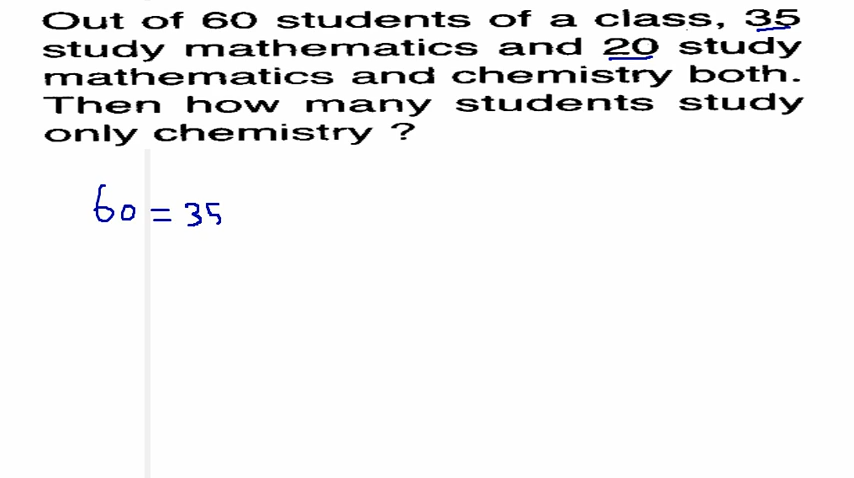 Out of 60 students of a class, 35
study mathematics and 20 study
mathematics and chemistry both.
Then how many students study
only chemistry ?
60 = 35